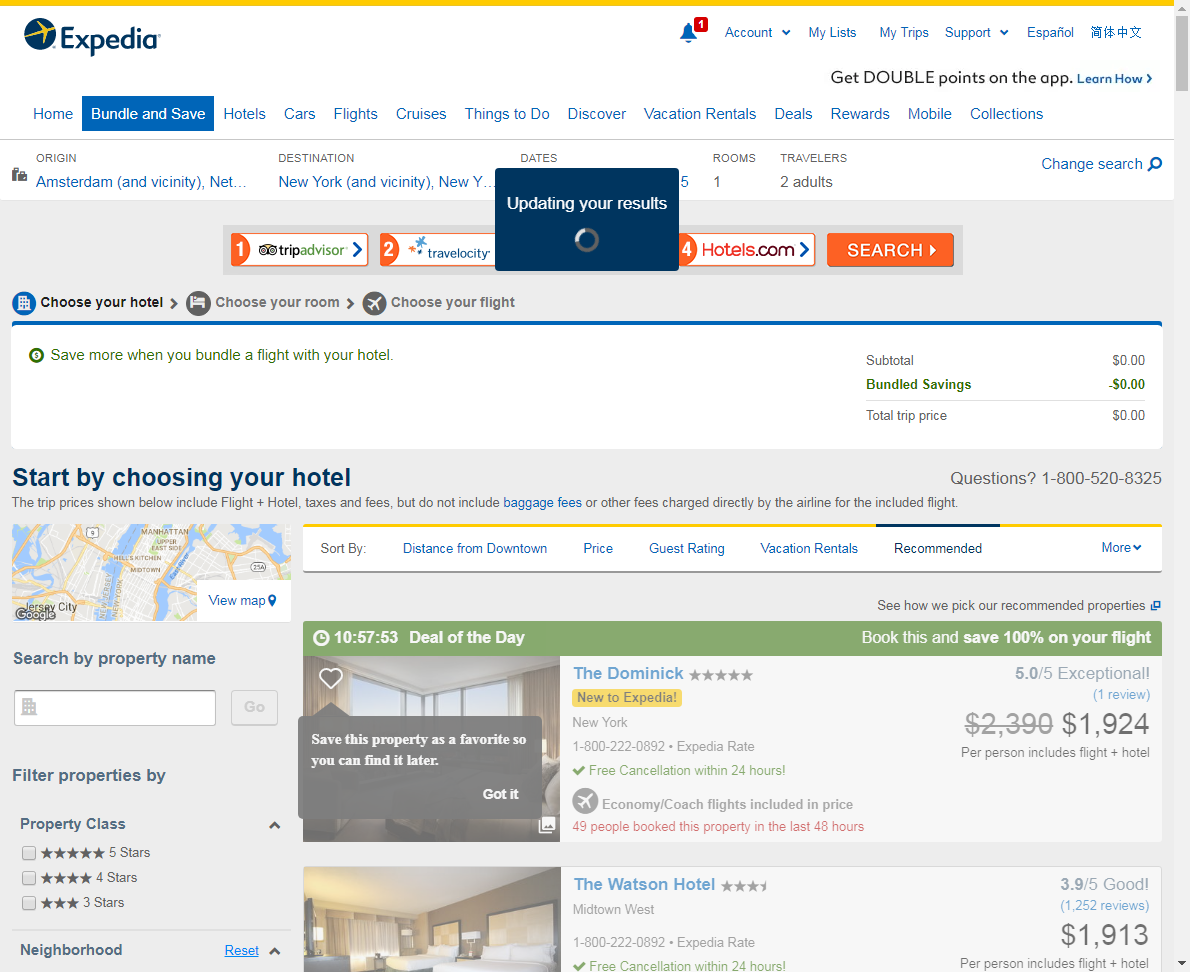 Expedia
1
Account
My Lists
My Trips
Support
Español
简体中文
Get DOUBLE points on the app. Learn How
Home
Bundle and Save
Hotels
Cars
Flights
Cruises
Things to Do
Discover
Vacation Rentals
Deals
Rewards
Mobile
Collections
ORIGIN
Amsterdam (and vicinity), Net...
DESTINATION
New York (and vicinity), New Y...
DATES
5
ROOMS
1
TRAVELERS
2 adults
Change search
Updating your results
1 tripadvisor
2 travelocity
4 Hotels.com
SEARCH
Choose your hotel
Choose your room
Choose your flight
Save more when you bundle a flight with your hotel.
Subtotal $0.00
Bundled Savings -$0.00
Total trip price $0.00
Start by choosing your hotel
Questions? 1-800-520-8325
The trip prices shown below include Flight + Hotel, taxes and fees, but do not include baggage fees or other fees charged directly by the airline for the included flight.
MANHATTAN
9
UPPER
EAST SIDE
HELL'S KITCHEN
MIDTOWN
East River
25A
NEW JERSEY
NEW YORK
Jersey City
Google
View map
Sort By:
Distance from Downtown
Price
Guest Rating
Vacation Rentals
Recommended
More
See how we pick our recommended properties
Search by property name
Go
Filter properties by
Property Class
5 Stars
4 Stars
3 Stars
Neighborhood
Reset
10:57:53 Deal of the Day
Book this and save 100% on your flight
Save this property as a favorite so
you can find it later.
Got it
The Dominick
New to Expedia!
New York
1-800-222-0892 • Expedia Rate
Free Cancellation within 24 hours!
Economy/Coach flights included in price
49 people booked this property in the last 48 hours
5.0/5 Exceptional!
(1 review)
$2,390 $1,924
Per person includes flight + hotel
The Watson Hotel
Midtown West
1-800-222-0892 • Expedia Rate
Free Cancellation within 24 hours!
3.9/5 Good!
(1,252 reviews)
$1,913
Per person includes flight + hotel